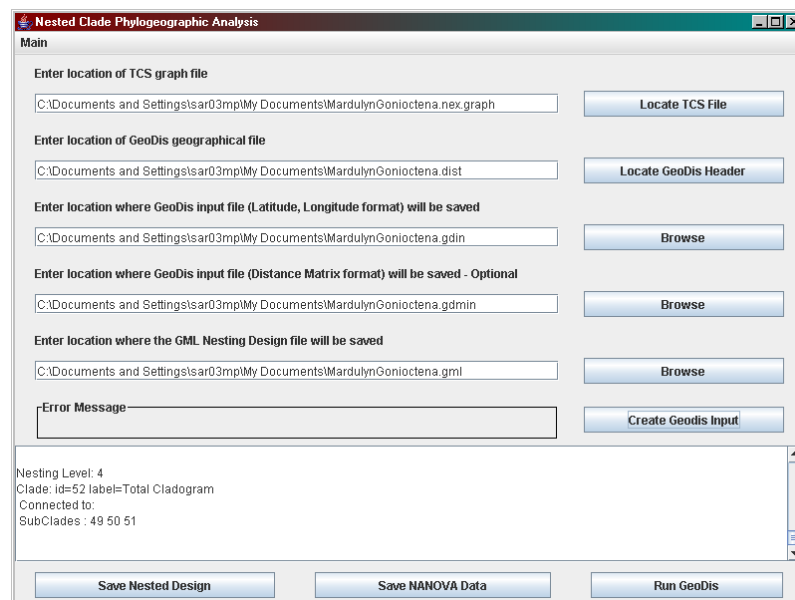 Nested Clade Phylogeographic Analysis
Main
Enter location of TCS graph file
C:\Documents and Settings\sar03mp\My Documents\MardulynGonioctena.nex.graph
Locate TCS File
Enter location of GeoDis geographical file
C:\Documents and Settings\sar03mp\My Documents\MardulynGonioctena.dist
Locate GeoDis Header
Enter location where GeoDis input file (Latitude, Longitude format) will be saved
C:\Documents and Settings\sar03mp\My Documents\MardulynGonioctena.gdin
Browse
Enter location where GeoDis input file (Distance Matrix format) will be saved - Optional
C:\Documents and Settings\sar03mp\My Documents\MardulynGonioctena.gdmin
Browse
Enter location where the GML Nesting Design file will be saved
C:\Documents and Settings\sar03mp\My Documents\MardulynGonioctena.gml
Browse
Error Message
Create Geodis Input
Nesting Level: 4
Clade: id=52 label=Total Cladogram
Connected to:
SubClades : 49 50 51
Save Nested Design
Save NANOVA Data
Run GeoDis